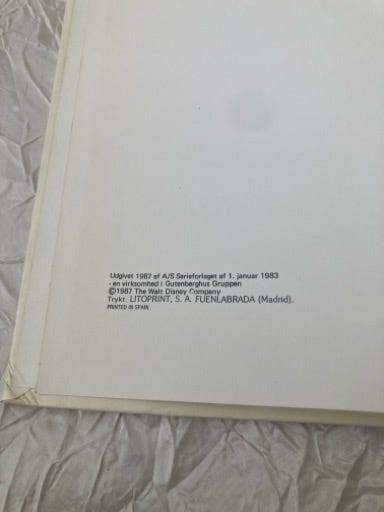 Udgivet 1987 af A/S Serieforlaget af 1. januar 1983
- en virksomhed i Gutenberghus Gruppen
©1987 The Walt Disney Company
Trykt: LITOPRINT, S. A. FUENLABRADA (Madrid).
PRINTED IN SPAIN.